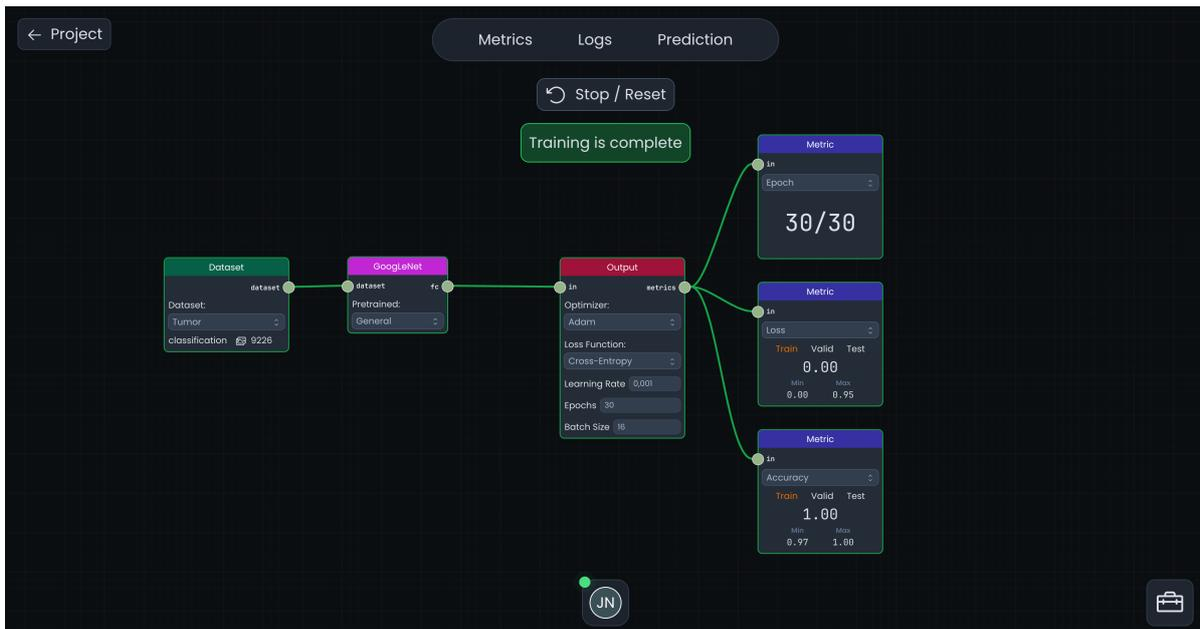 Project
Metrics Logs Prediction
Stop / Reset
Training is complete
Dataset
dataset
Dataset:
Tumor
classification 9226
GoogLeNet
dataset fc
Pretrained:
General
Output
in metrics
Optimizer:
Adam
Loss Function:
Cross-Entropy
Learning Rate 0,001
Epochs 30
Batch Size 16
Metric
in
Epoch
30/30
Metric
in
Loss
Train Valid Test
0.00
Min Max
0.00 0.95
Metric
in
Accuracy
Train Valid Test
1.00
Min Max
0.97 1.00
JN